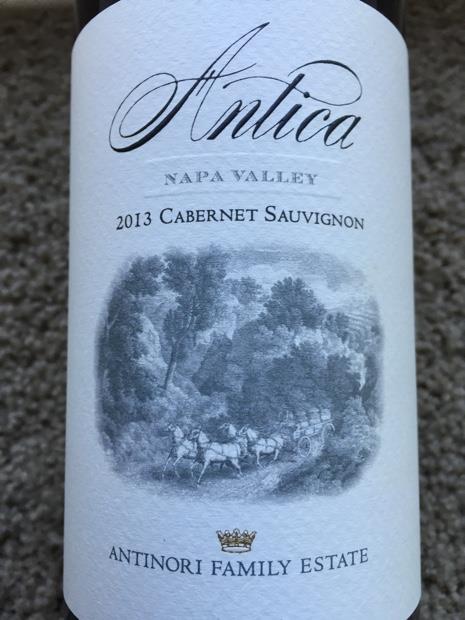 Antica
NAPA VALLEY
2013 CABERNET SAUVIGNON
ANTINORI FAMILY ESTATE